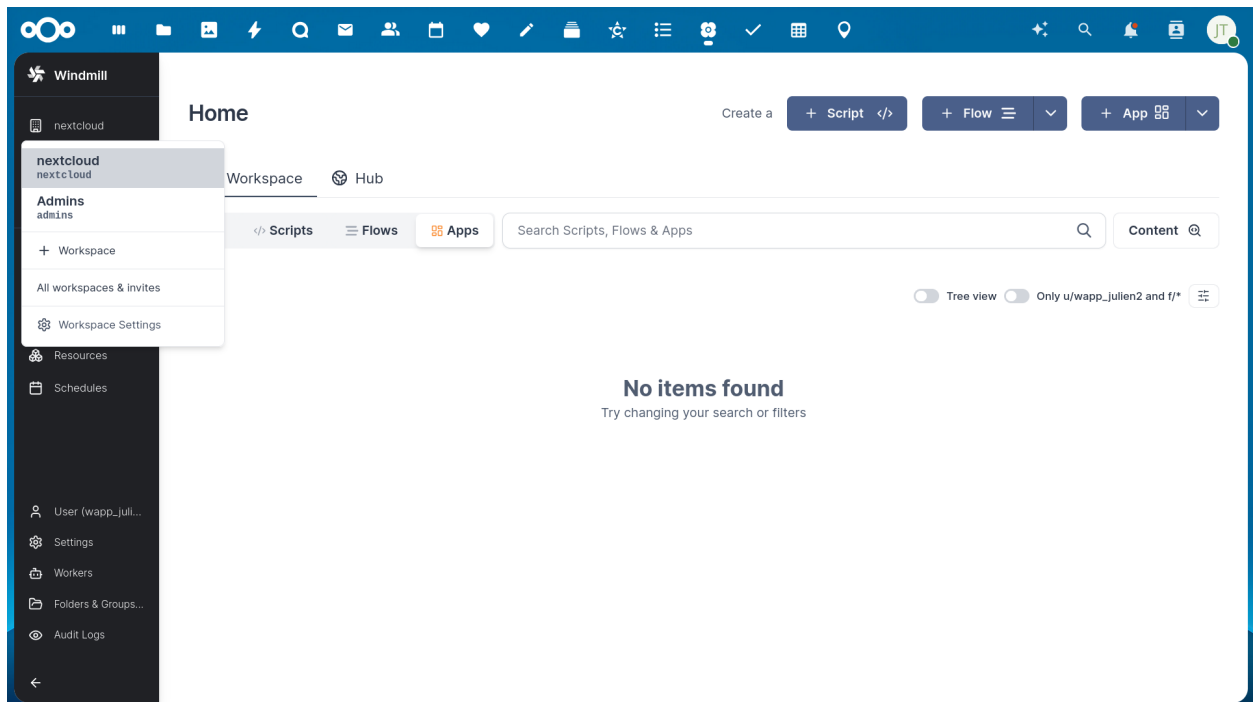 JT
Windmill
nextcloud
Home
Create a
+ Script </>
+ Flow
+ App
nextcloud
nextcloud
Admins
admins
+ Workspace
All workspaces & invites
Workspace Settings
Workspace
Hub
</> Scripts
Flows
Apps
Search Scripts, Flows & Apps
Content
Tree view
Only u/wapp_julien2 and f/*
Resources
Schedules
No items found
Try changing your search or filters
User (wapp_juli...
Settings
Workers
Folders & Groups...
Audit Logs